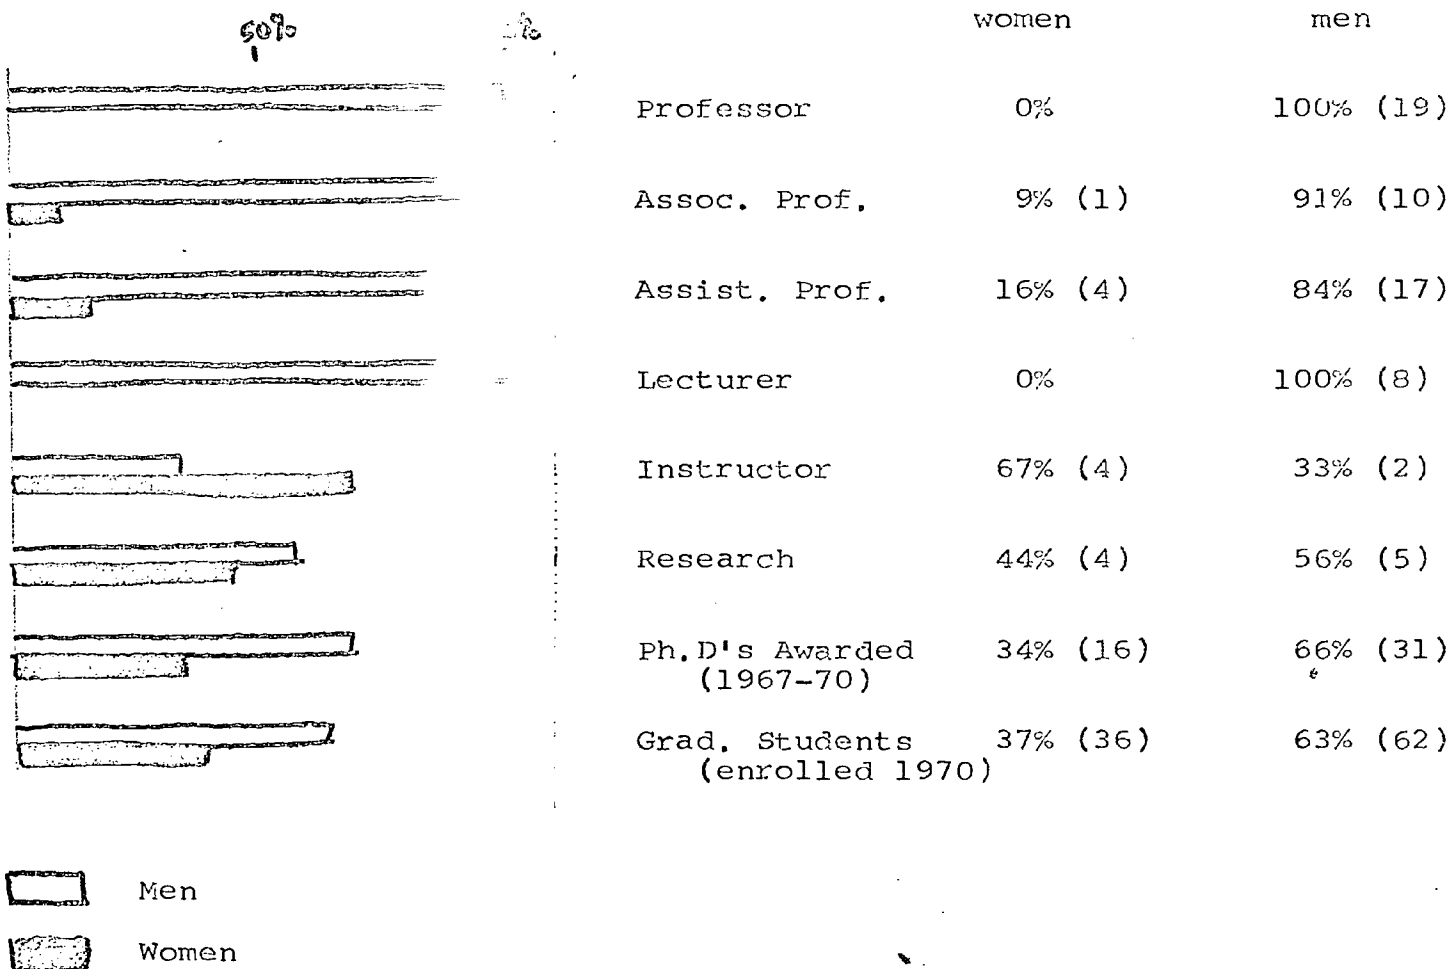 50%
women men
Professor 0% 100% (19)
Assoc. Prof. 9% (1) 91% (10)
Assist. Prof. 16% (4) 84% (17)
Lecturer 0% 100% (8)
Instructor 67% (4) 33% (2)
Research 44% (4) 56% (5)
Ph.D's Awarded 34% (16) 66% (31)
(1967-70)
Grad. Students 37% (36) 63% (62)
(enrolled 1970)
Men
Women